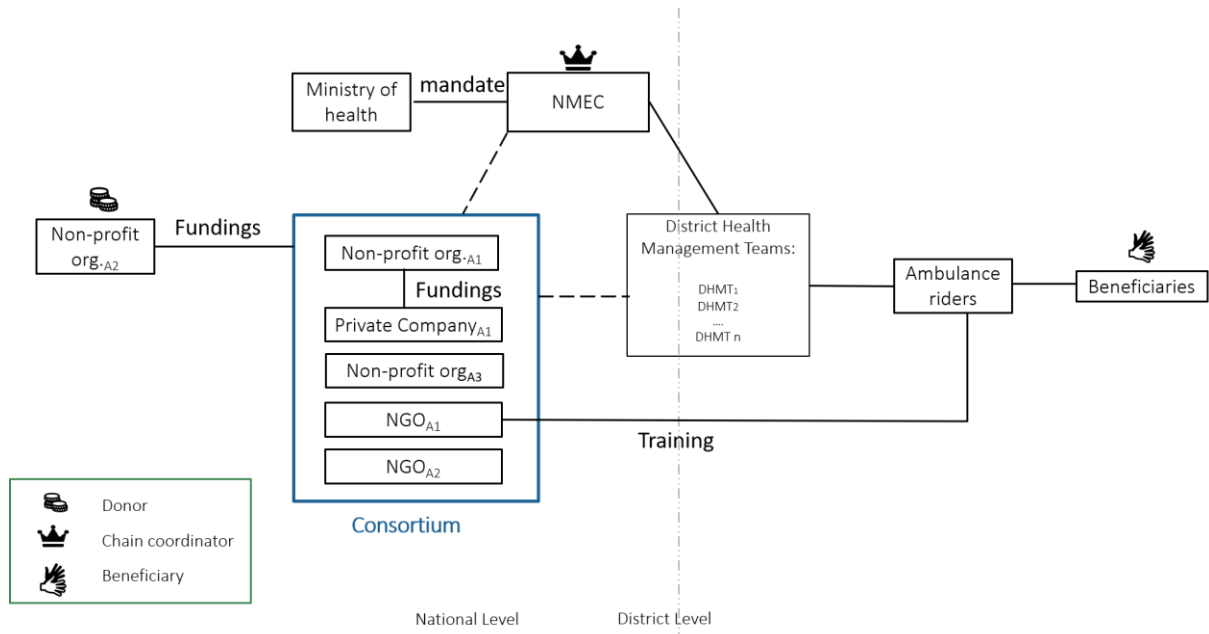 Ministry of
health
mandate
NMEC
Non-profit
org.A2
Fundings
Non-profit org.A1
Fundings
Private CompanyA1
Non-profit orgA3
NGOA1
NGOA2
Consortium
District Health
Management Teams:
DHMT1
DHMT2
....
DHMT n
Ambulance
riders
Beneficiaries
Training
Donor
Chain coordinator
Beneficiary
National Level
District Level